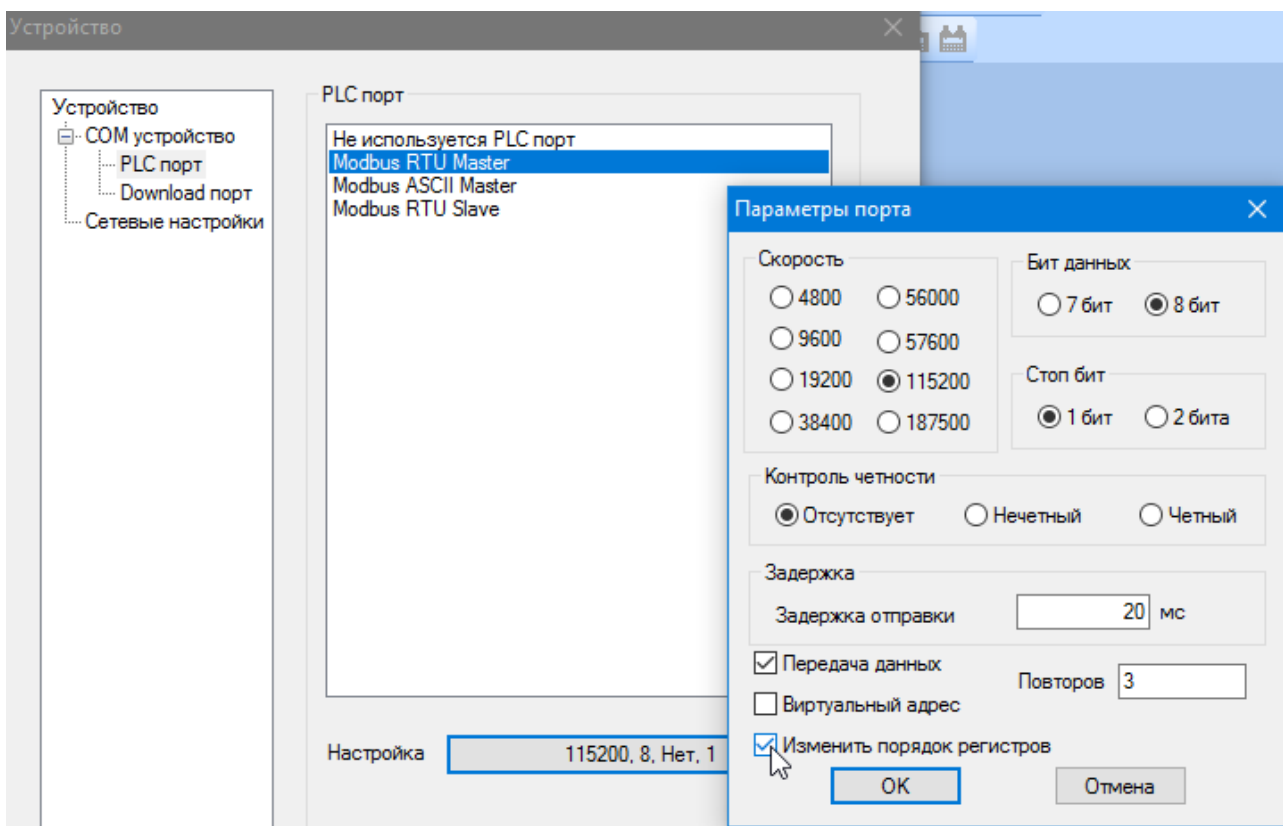 Устройство
Устройство
COM устройство
PLC порт
Download порт
Сетевые настройки
PLC порт
Не используется PLC порт
Modbus RTU Master
Modbus ASCII Master
Modbus RTU Slave
Настройка
115200, 8, Нет, 1
Параметры порта
Скорость
4800 56000
9600 57600
19200 115200
38400 187500
Бит данных
7 бит 8 бит
Стоп бит
1 бит 2 бита
Контроль четности
Отсутствует Нечетный Четный
Задержка
Задержка отправки 20 мс
Передача данных
Повторов 3
Виртуальный адрес
Изменить порядок регистров
OK Отмена